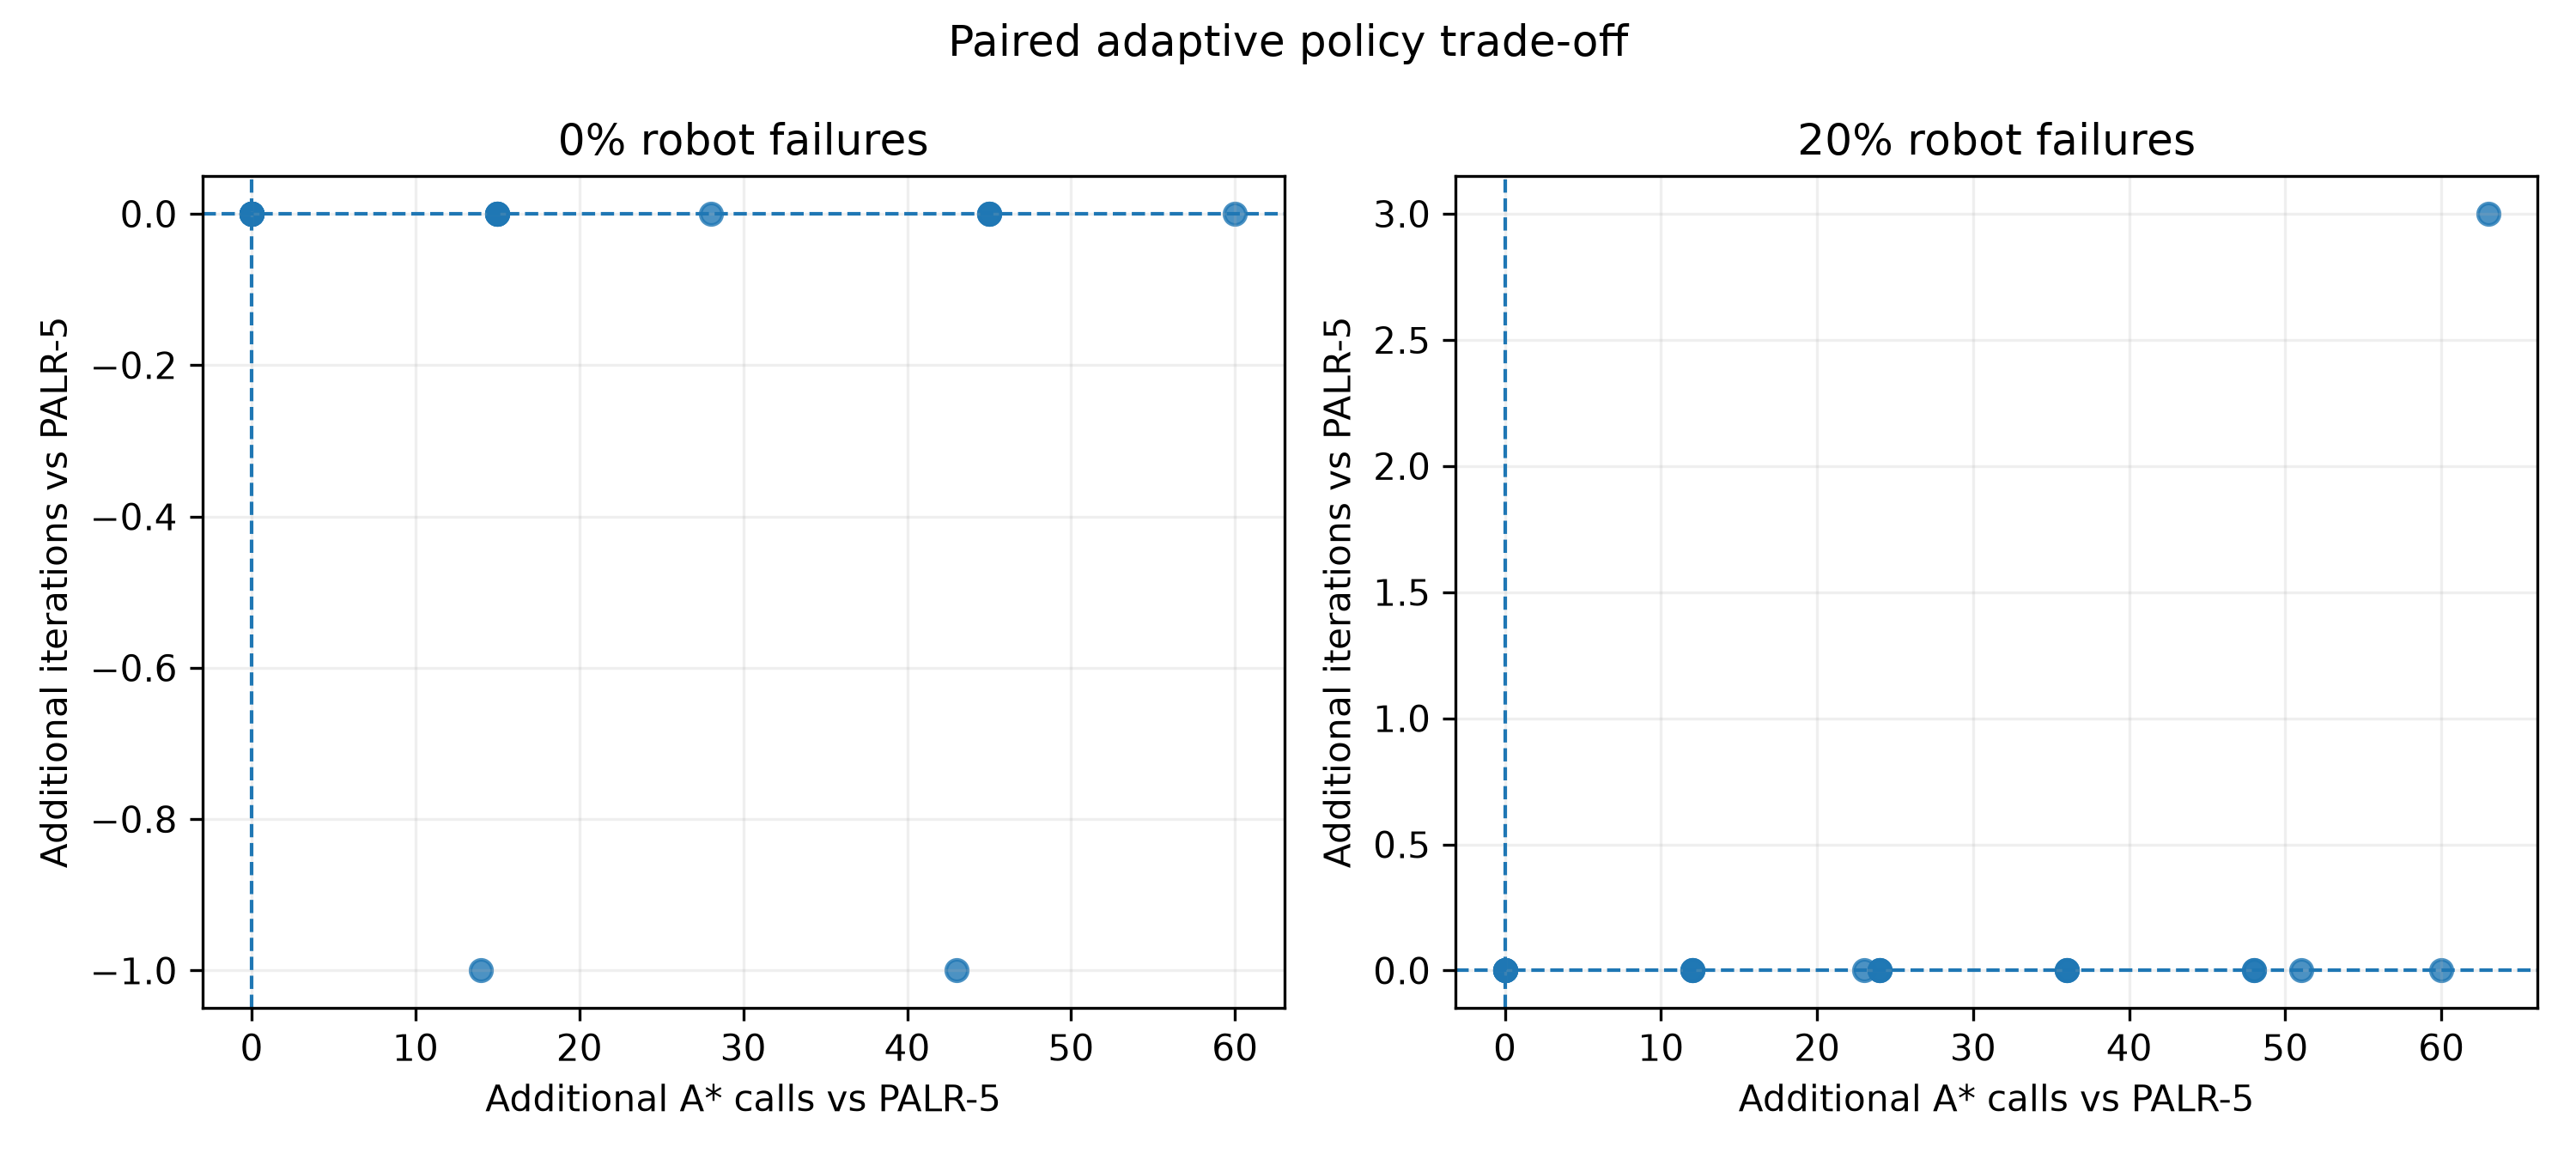 Paired adaptive policy trade-off
0% robot failures
Additional iterations vs PALR-5
0.0
−0.2
−0.4
−0.6
−0.8
−1.0
0 10 20 30 40 50 60
Additional A* calls vs PALR-5
20% robot failures
Additional iterations vs PALR-5
3.0
2.5
2.0
1.5
1.0
0.5
0.0
0 10 20 30 40 50 60
Additional A* calls vs PALR-5